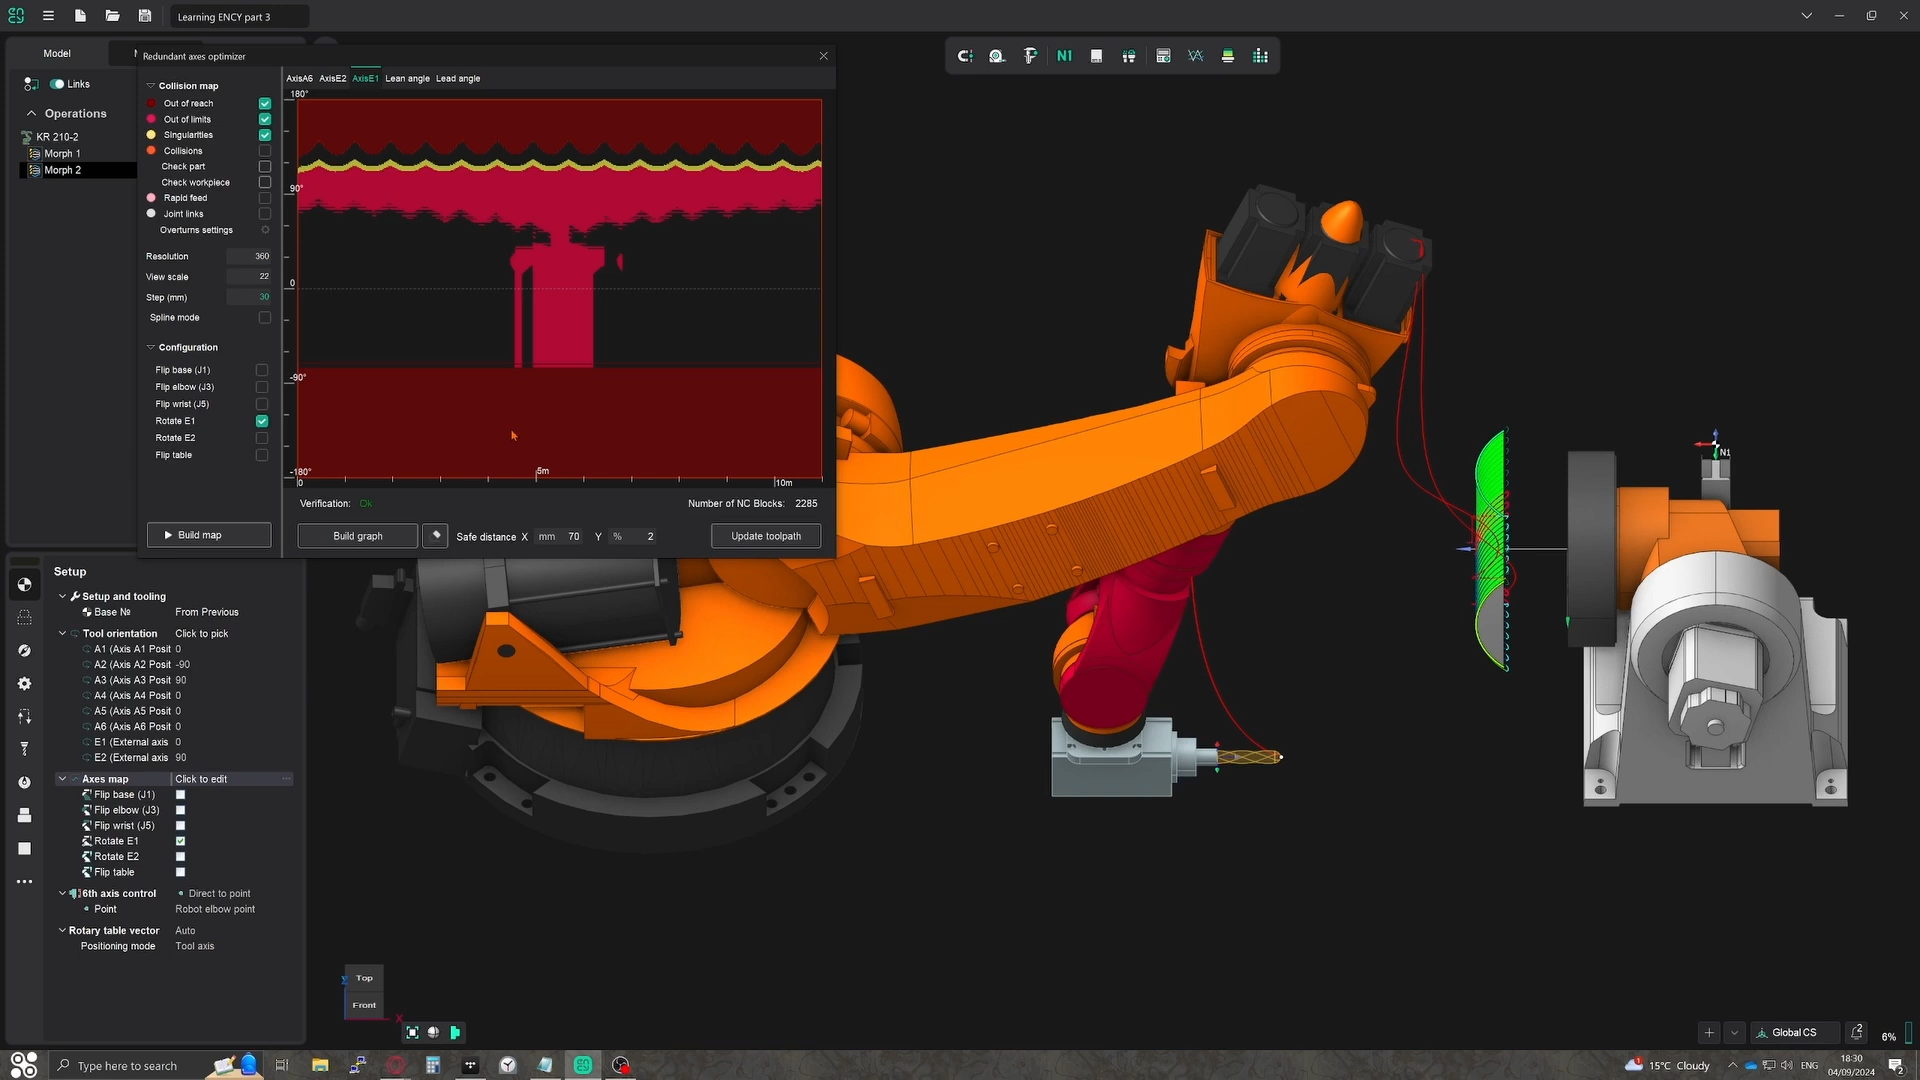 Learning ENCY part 3
Model
Redundant axes optimizer
Links
Operations
KR 210-2
Morph 1
Morph 2
Collision map
Out of reach
Out of limits
Singularities
Collisions
Check part
Check workpiece
Rapid feed
Joint links
Overturns settings
Resolution 360
View scale 22
Step (mm) 30
Spline mode
Configuration
Flip base (J1)
Flip elbow (J3)
Flip wrist (J5)
Rotate E1
Rotate E2
Flip table
Build map
AxisA6 AxisE2 AxisE1 Lean angle Lead angle
180°
90°
0
-90°
-180°
0 5m 10m
Verification: Ok Number of NC Blocks: 2285
Build graph Safe distance X mm 70 Y % 2 Update toolpath
N1
N1
Setup
Setup and tooling
Base № From Previous
Tool orientation Click to pick
A1 (Axis A1 Posit 0
A2 (Axis A2 Posit -90
A3 (Axis A3 Posit 90
A4 (Axis A4 Posit 0
A5 (Axis A5 Posit 0
A6 (Axis A6 Posit 0
E1 (External axis 0
E2 (External axis 90
Axes map Click to edit
Flip base (J1)
Flip elbow (J3)
Flip wrist (J5)
Rotate E1
Rotate E2
Flip table
6th axis control Direct to point
Point Robot elbow point
Rotary table vector Auto
Positioning mode Tool axis
Top
Front
Z
X
Global CS
2
6%
Type here to search
1
15°C Cloudy
ENG
18:30
04/09/2024
2